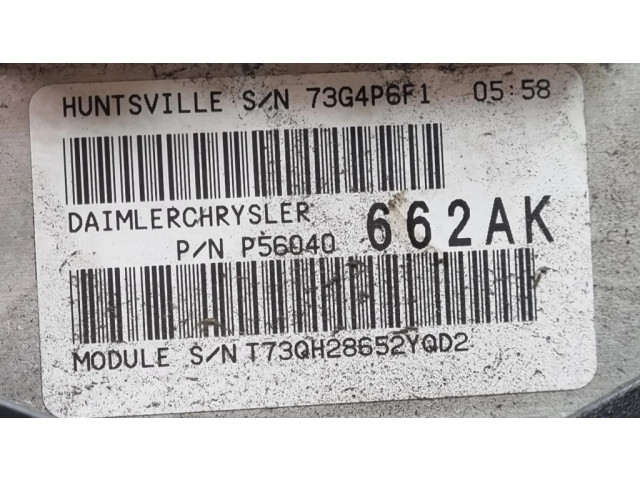 HUNTSVILLE S/N 73G4P6F1 05:58
DAIMLERCHRYSLER
P/N P56040 662AK
MODULE S/N T73QH28652YQD2